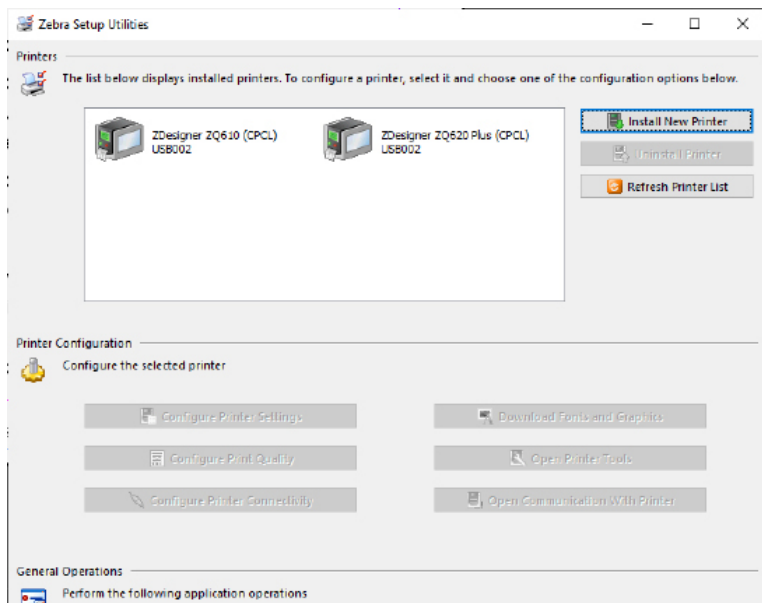 Zebra Setup Utilities
Printers
The list below displays installed printers. To configure a printer, select it and choose one of the configuration options below.
ZDesigner ZQ610 (CPCL)
USB002
ZDesigner ZQ620 Plus (CPCL)
USB002
Install New Printer
Uninstall Printer
Refresh Printer List
Printer Configuration
Configure the selected printer
Configure Printer Settings
Download Fonts and Graphics
Configure Print Quality
Open Printer Tools
Configure Printer Connectivity
Open Communication With Printer
General Operations
Perform the following application operations